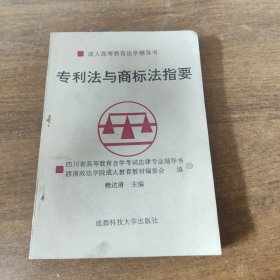 成人高等教育法学辅导书
专利法与商标法指要
四川省高等教育自学考试法律专业辅导书
西南政法学院成人教育教材编委会 编
赖达清 主编
成都科技大学出版社